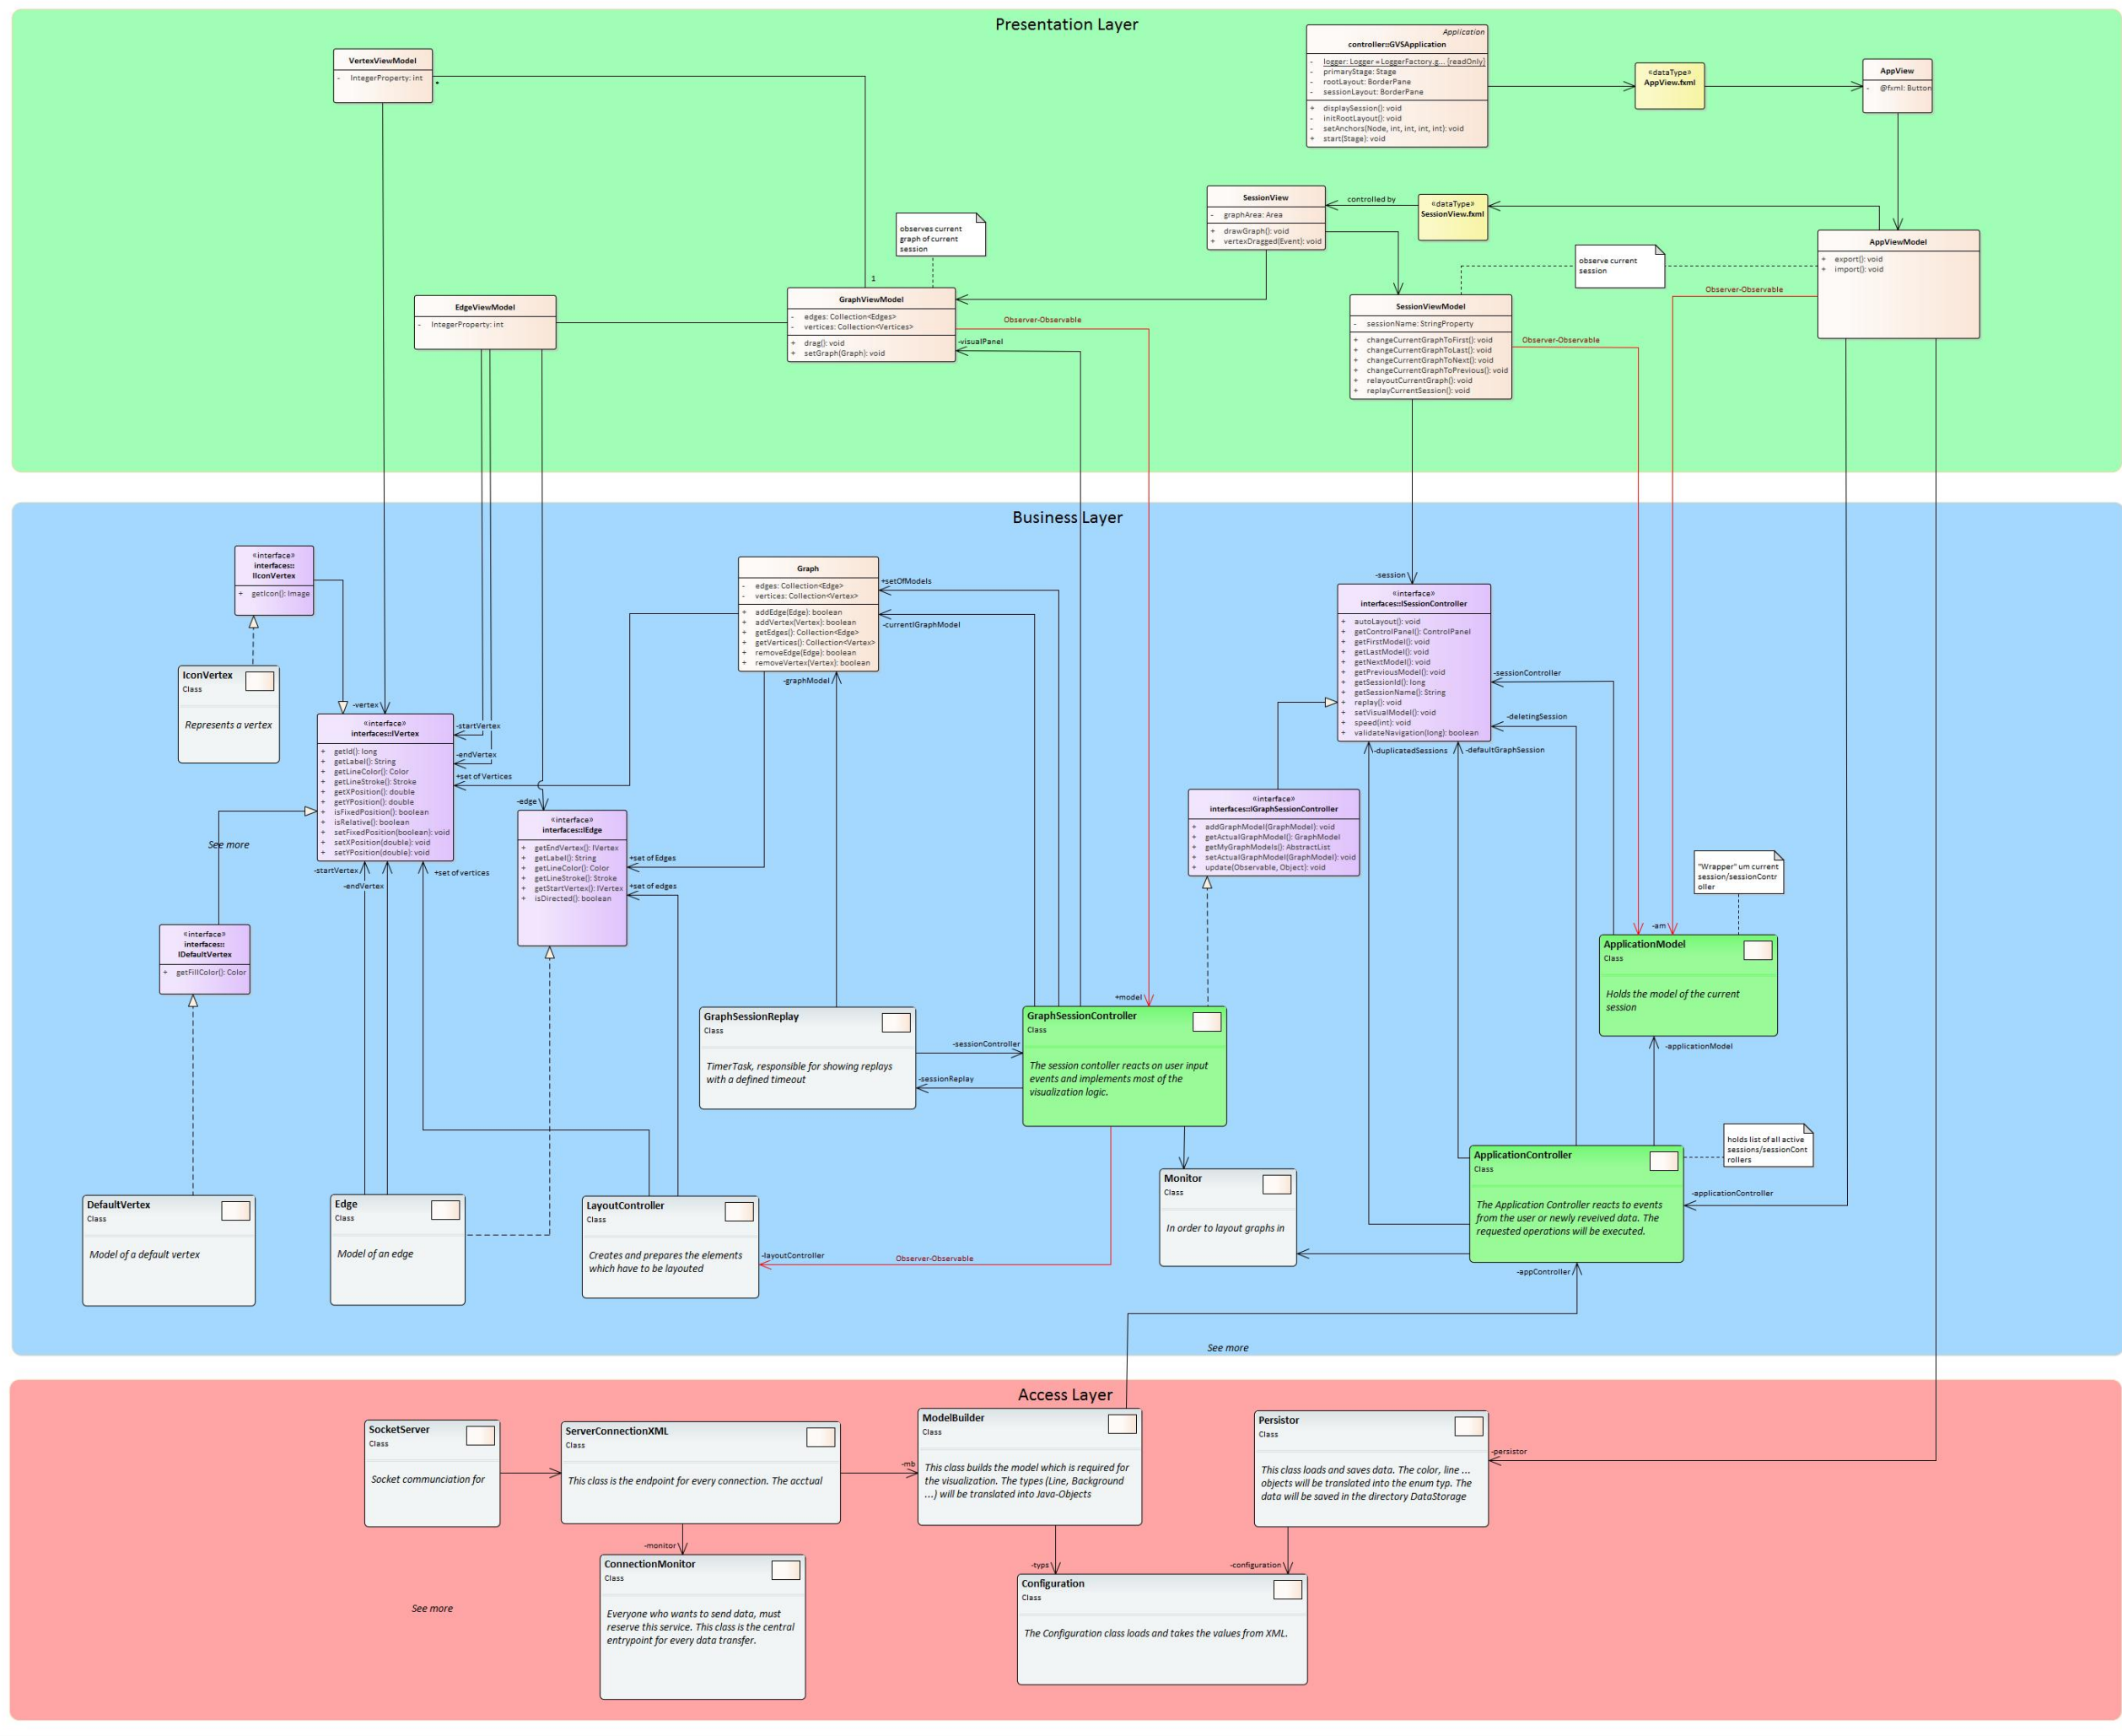 Presentation Layer
VertexViewModel
- IntegerProperty: int
*
1
Application
controller::GVSApplication
- logger: Logger = LoggerFactory.g... {readOnly}
- primaryStage: Stage
- rootLayout: BorderPane
- sessionLayout: BorderPane
+ displaySession(): void
- initRootLayout(): void
- setAnchors(Node, int, int, int, int): void
+ start(Stage): void
«dataType»
AppView.fxml
AppView
- @fxml: Button
SessionView
- graphArea: Area
+ drawGraph(): void
+ vertexDragged(Event): void
controlled by
«dataType»
SessionView.fxml
observes current
graph of current
session
AppViewModel
+ export(): void
+ import(): void
observe current
session
Observer-Observable
EdgeViewModel
- IntegerProperty: int
GraphViewModel
- edges: Collection<Edges>
- vertices: Collection<Vertices>
+ drag(): void
+ setGraph(Graph): void
Observer-Observable
-visualPanel
SessionViewModel
- sessionName: StringProperty
+ changeCurrentGraphToFirst(): void
+ changeCurrentGraphToLast(): void
+ changeCurrentGraphToNext(): void
+ changeCurrentGraphToPrevious(): void
+ relayoutCurrentGraph(): void
+ replayCurrentSession(): void
Observer-Observable
Business Layer
«interface»
interfaces::
IIconVertex
+ getIcon(): Image
IconVertex
Class
Represents a vertex
Graph
- edges: Collection<Edge>
- vertices: Collection<Vertex>
+ addEdge(Edge): boolean
+ addVertex(Vertex): boolean
+ getEdges(): Collection<Edge>
+ getVertices(): Collection<Vertex>
+ removeEdge(Edge): boolean
+ removeVertex(Vertex): boolean
+setOfModels
-currentIGraphModel
-graphModel
-session
«interface»
interfaces::ISessionController
+ autoLayout(): void
+ getControlPanel(): ControlPanel
+ getFirstModel(): void
+ getLastModel(): void
+ getNextModel(): void
+ getPreviousModel(): void
+ getSessionId(): long
+ getSessionName(): String
+ replay(): void
+ setVisualModel(): void
+ speed(int): void
+ validateNavigation(long): boolean
-sessionController
-deletingSession
-duplicatedSessions
-defaultGraphSession
-vertex
«interface»
interfaces::IVertex
+ getId(): long
+ getLabel(): String
+ getLineColor(): Color
+ getLineStroke(): Stroke
+ getXPosition(): double
+ getYPosition(): double
+ isFixedPosition(): boolean
+ isRelative(): boolean
+ setFixedPosition(boolean): void
+ setXPosition(double): void
+ setYPosition(double): void
-startVertex
-endVertex
+set of Vertices
-startVertex
-endVertex
+set of vertices
See more
-edge
«interface»
interfaces::IEdge
+ getEndVertex(): IVertex
+ getLabel(): String
+ getLineColor(): Color
+ getLineStroke(): Stroke
+ getStartVertex(): IVertex
+ isDirected(): boolean
+set of Edges
+set of edges
«interface»
interfaces::IGraphSessionController
+ addGraphModel(GraphModel): void
+ getActualGraphModel(): GraphModel
+ getMyGraphModels(): AbstractList
+ setActualGraphModel(GraphModel): void
+ update(Observable, Object): void
"Wrapper" um current
session/sessionContr
oller
«interface»
interfaces::
IDefaultVertex
+ getFillColor(): Color
-am
ApplicationModel
Class
Holds the model of the current
session
+model
GraphSessionReplay
Class
TimerTask, responsible for showing replays
with a defined timeout
-sessionController
-sessionReplay
GraphSessionController
Class
The session contoller reacts on user input
events and implements most of the
visualization logic.
-applicationModel
holds list of all active
sessions/sessionCont
rollers
ApplicationController
Class
The Application Controller reacts to events
from the user or newly reveived data. The
requested operations will be executed.
-applicationController
-appController
Monitor
Class
In order to layout graphs in
DefaultVertex
Class
Model of a default vertex
Edge
Class
Model of an edge
LayoutController
Class
Creates and prepares the elements
which have to be layouted
-layoutController
Observer-Observable
See more
Access Layer
SocketServer
Class
Socket communciation for
ServerConnectionXML
Class
This class is the endpoint for every connection. The acctual
-mb
ModelBuilder
Class
This class builds the model which is required for
the visualization. The types (Line, Background
...) will be translated into Java-Objects
Persistor
Class
This class loads and saves data. The color, line ...
objects will be translated into the enum typ. The
data will be saved in the directory DataStorage
-persistor
-monitor
ConnectionMonitor
Class
Everyone who wants to send data, must
reserve this service. This class is the central
entrypoint for every data transfer.
-typs
-configuration
Configuration
Class
The Configuration class loads and takes the values from XML.
See more